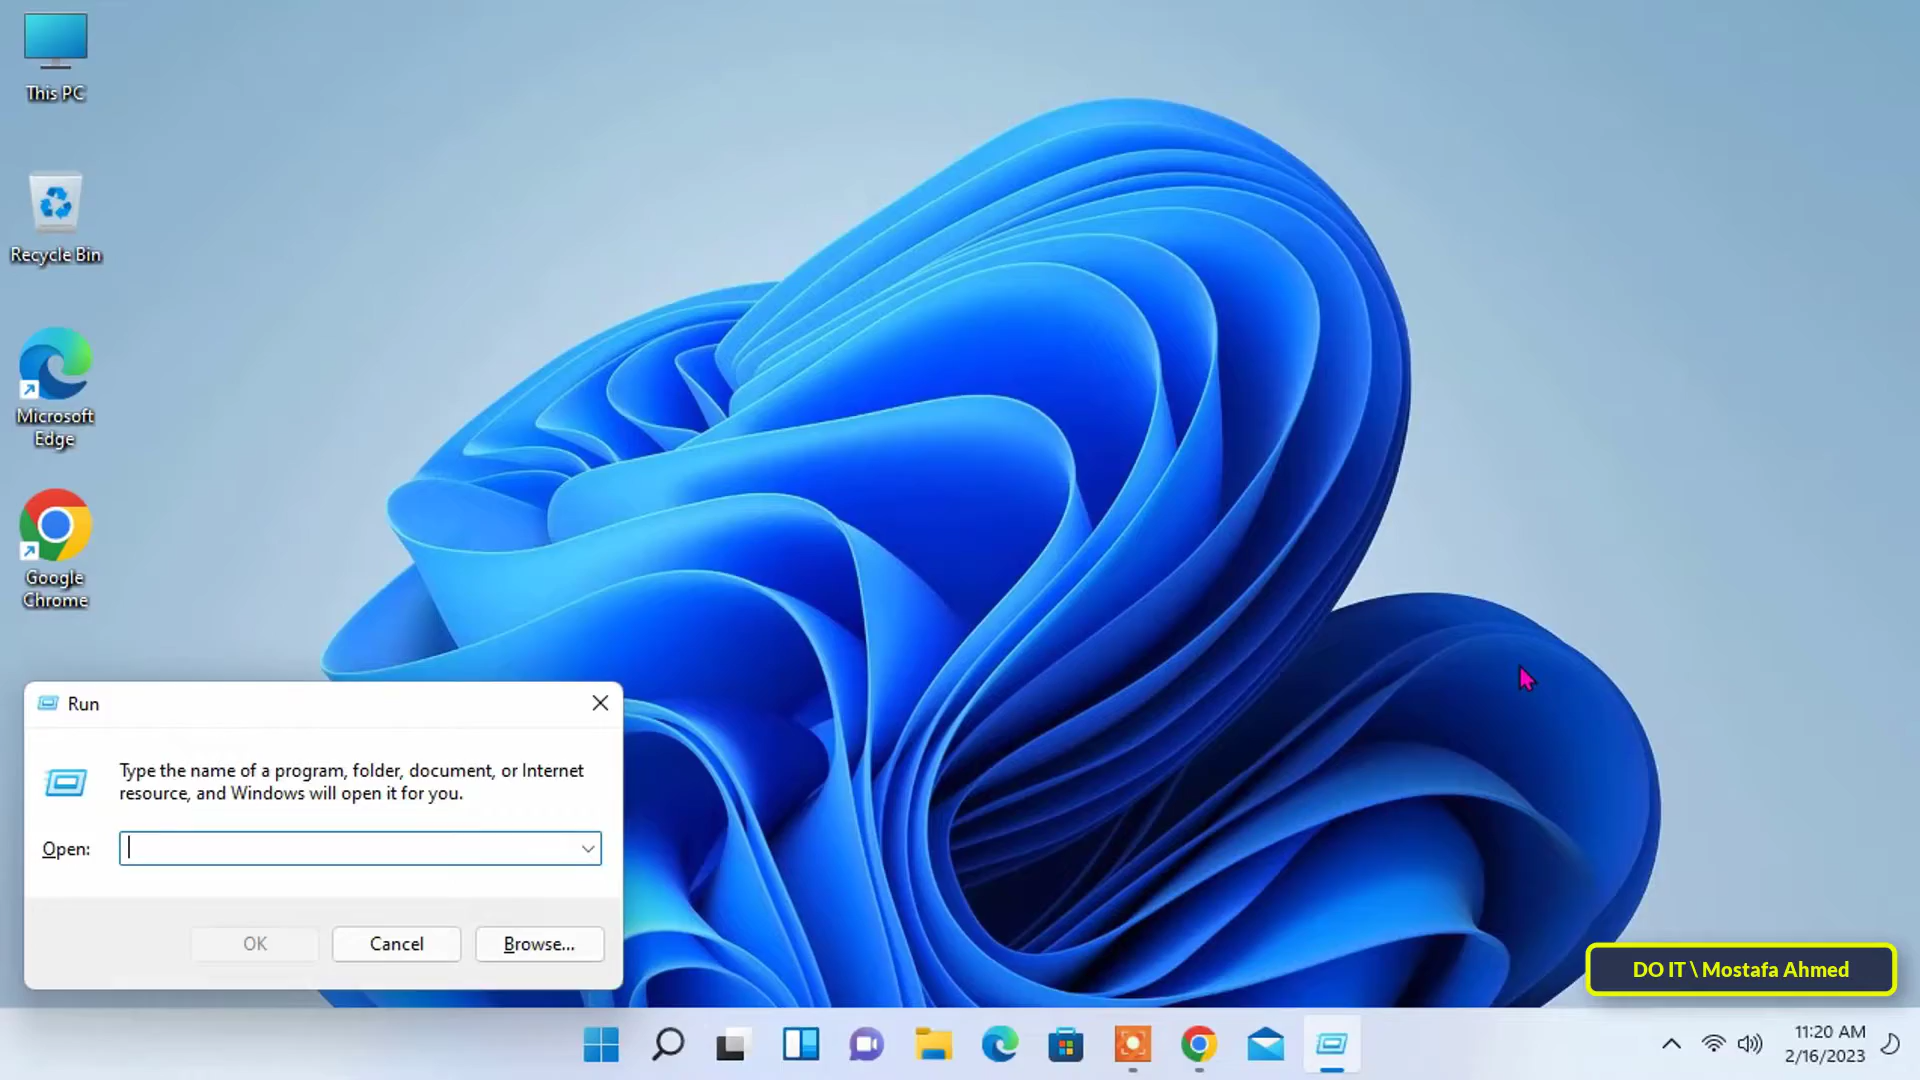 This PC
Recycle Bin
Microsoft
Edge
Google
Chrome
Run
Type the name of a program, folder, document, or Internet
resource, and Windows will open it for you.
Open:
OK
Cancel
Browse...
DO IT \ Mostafa Ahmed
11:20 AM
2/16/2023